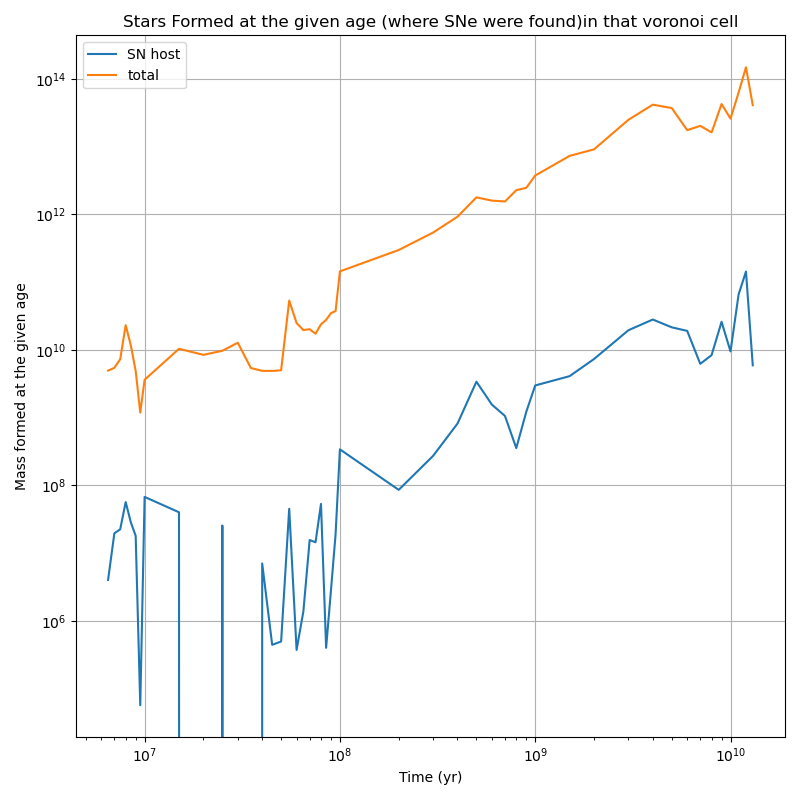 Stars Formed at the given age (where SNe were found)in that voronoi cell
SN host
total
Mass formed at the given age
10^14
10^12
10^10
10^8
10^6
10^7
10^8
10^9
10^10
Time (yr)